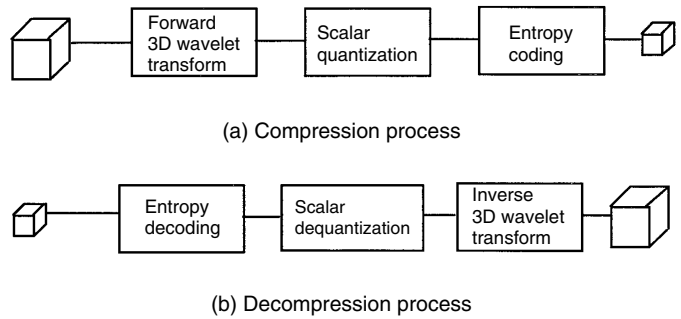 Forward
3D wavelet
transform
Scalar
quantization
Entropy
coding
(a) Compression process
Entropy
decoding
Scalar
dequantization
Inverse
3D wavelet
transform
(b) Decompression process